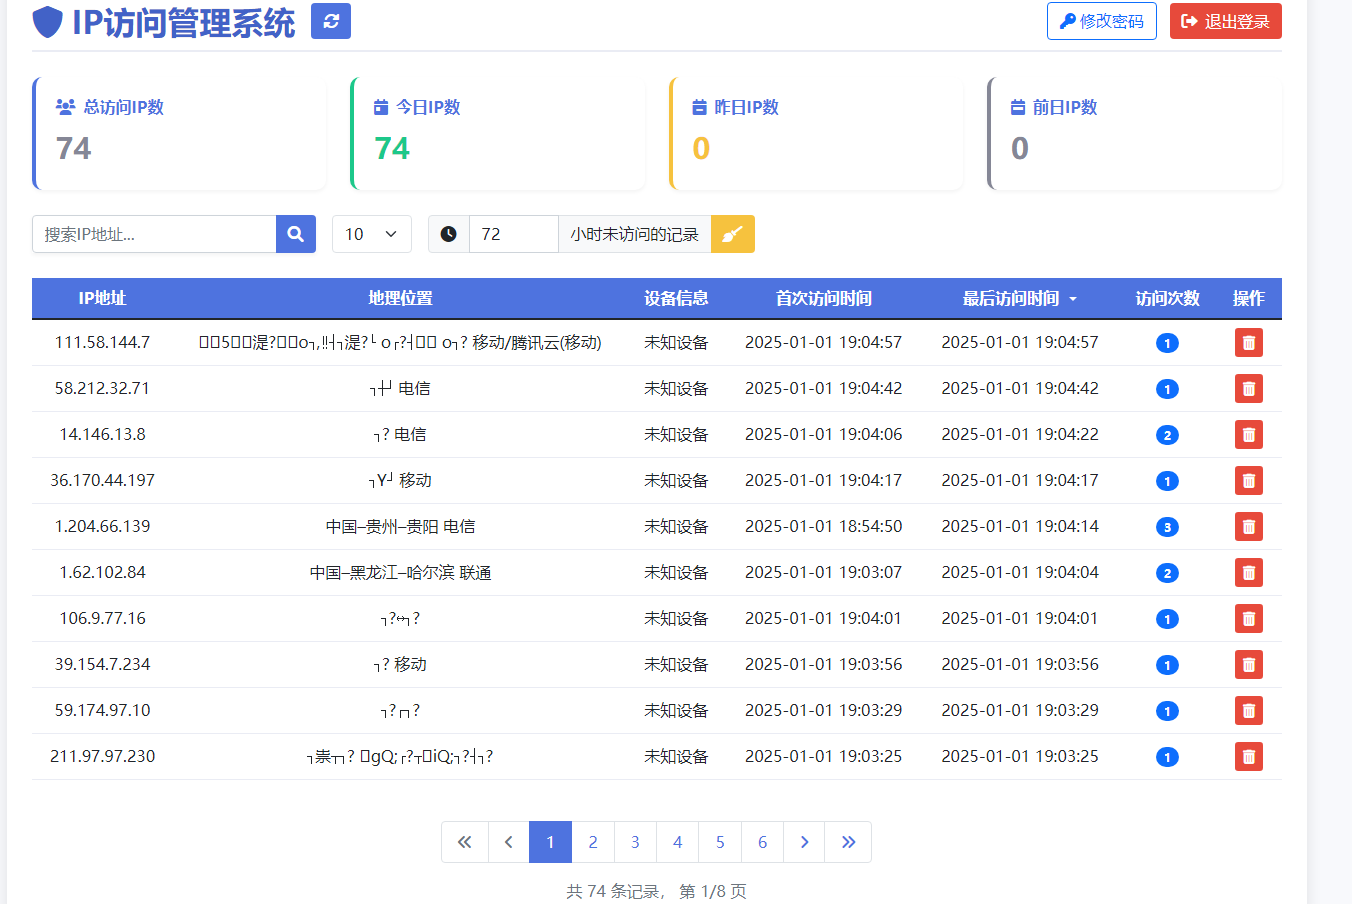 IP访问管理系统
修改密码
退出登录
总访问IP数
74
今日IP数
74
昨日IP数
0
前日IP数
0
搜索IP地址...
10
72
小时未访问的记录
IP地址 地理位置 设备信息 首次访问时间 最后访问时间 访问次数 操作
111.58.144.7 移动/腾讯云(移动) 未知设备 2025-01-01 19:04:57 2025-01-01 19:04:57 1
58.212.32.71 电信 未知设备 2025-01-01 19:04:42 2025-01-01 19:04:42 1
14.146.13.8 ┐? 电信 未知设备 2025-01-01 19:04:06 2025-01-01 19:04:22 2
36.170.44.197 ┐Y┘ 移动 未知设备 2025-01-01 19:04:17 2025-01-01 19:04:17 1
1.204.66.139 中国–贵州–贵阳 电信 未知设备 2025-01-01 18:54:50 2025-01-01 19:04:14 3
1.62.102.84 中国–黑龙江–哈尔滨 联通 未知设备 2025-01-01 19:03:07 2025-01-01 19:04:04 2
106.9.77.16 ┐?↔┐? 未知设备 2025-01-01 19:04:01 2025-01-01 19:04:01 1
39.154.7.234 ┐? 移动 未知设备 2025-01-01 19:03:56 2025-01-01 19:03:56 1
59.174.97.10 未知设备 2025-01-01 19:03:29 2025-01-01 19:03:29 1
211.97.97.230 未知设备 2025-01-01 19:03:25 2025-01-01 19:03:25 1
« ‹ 1 2 3 4 5 6 › »
共 74 条记录， 第 1/8 页